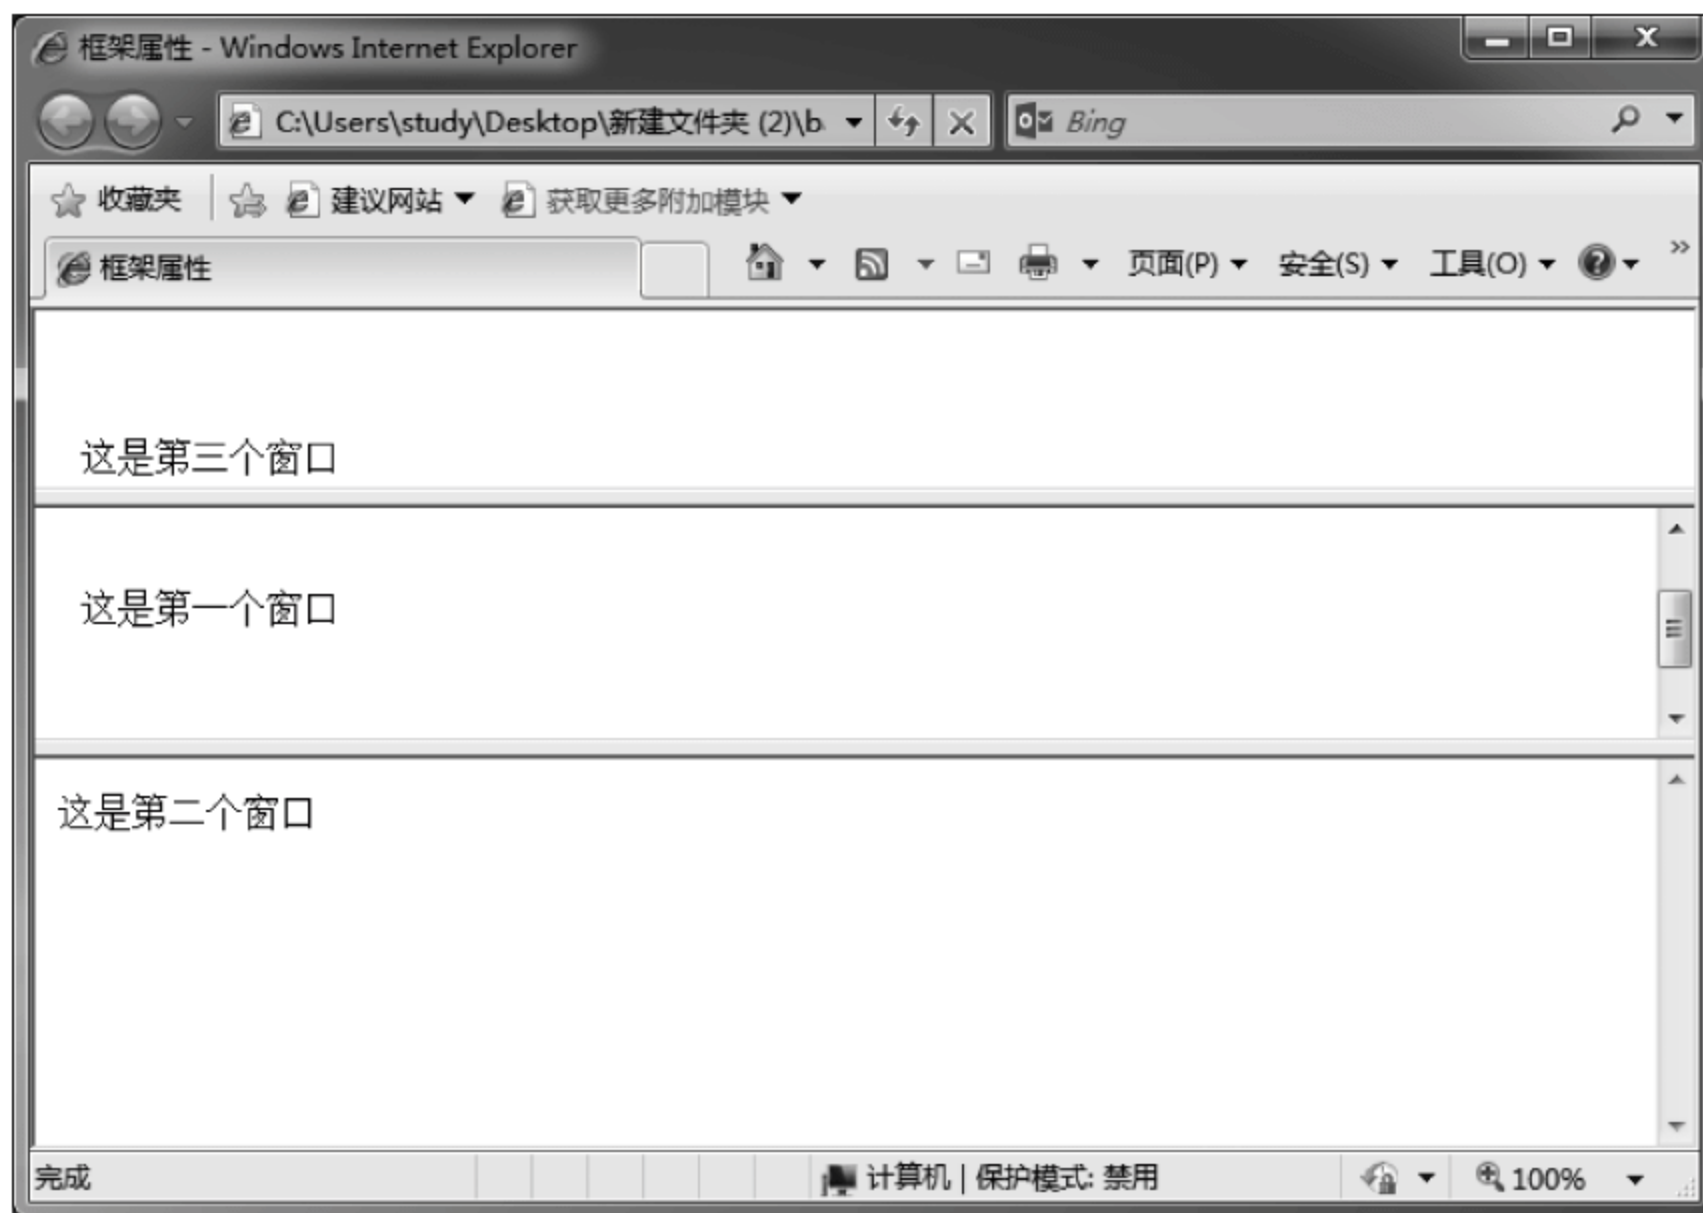 框架属性 - Windows Internet Explorer
C:\Users\study\Desktop\新建文件夹 (2)\b
Bing
收藏夹 建议网站 获取更多附加模块
框架属性 页面(P) 安全(S) 工具(O) »
这是第三个窗口
这是第一个窗口
这是第二个窗口
完成 计算机 | 保护模式: 禁用 100%